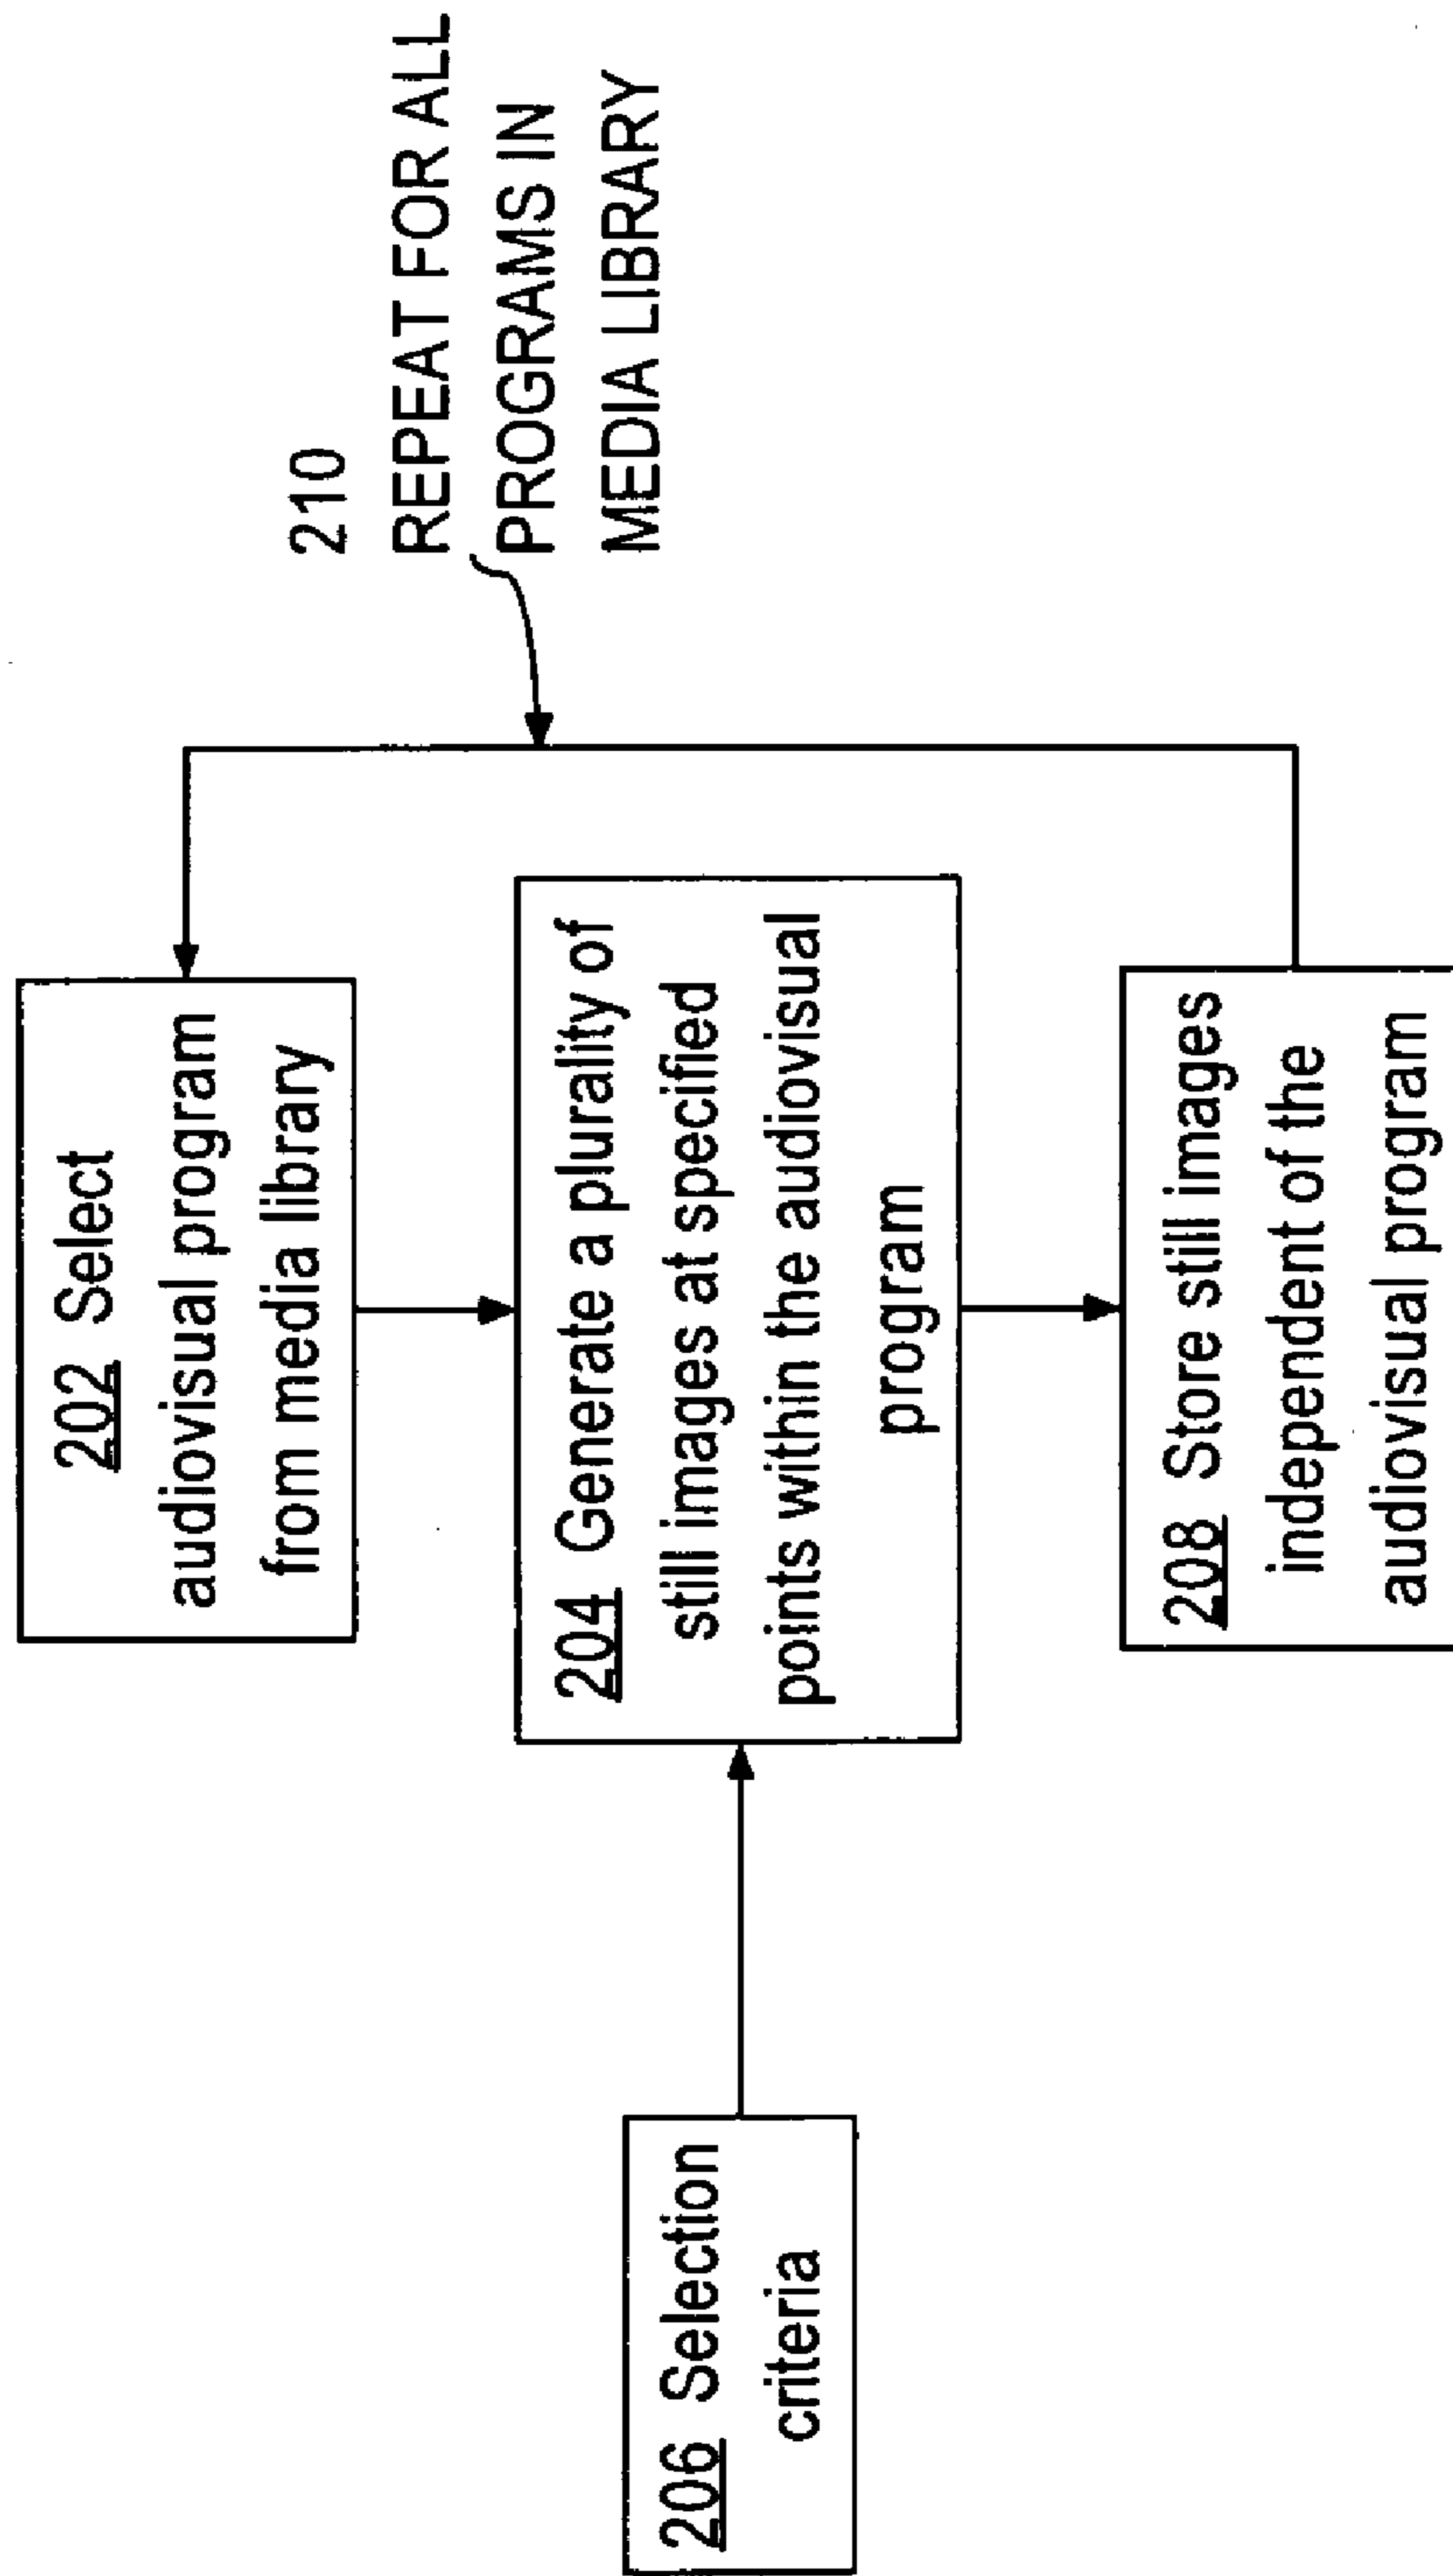 202 Select
audiovisual program
from media library
210
REPEAT FOR ALL
PROGRAMS IN
MEDIA LIBRARY
206 Selection
criteria
204 Generate a plurality of
still images at specified
points within the audiovisual
program
208 Store still images
independent of the
audiovisual program